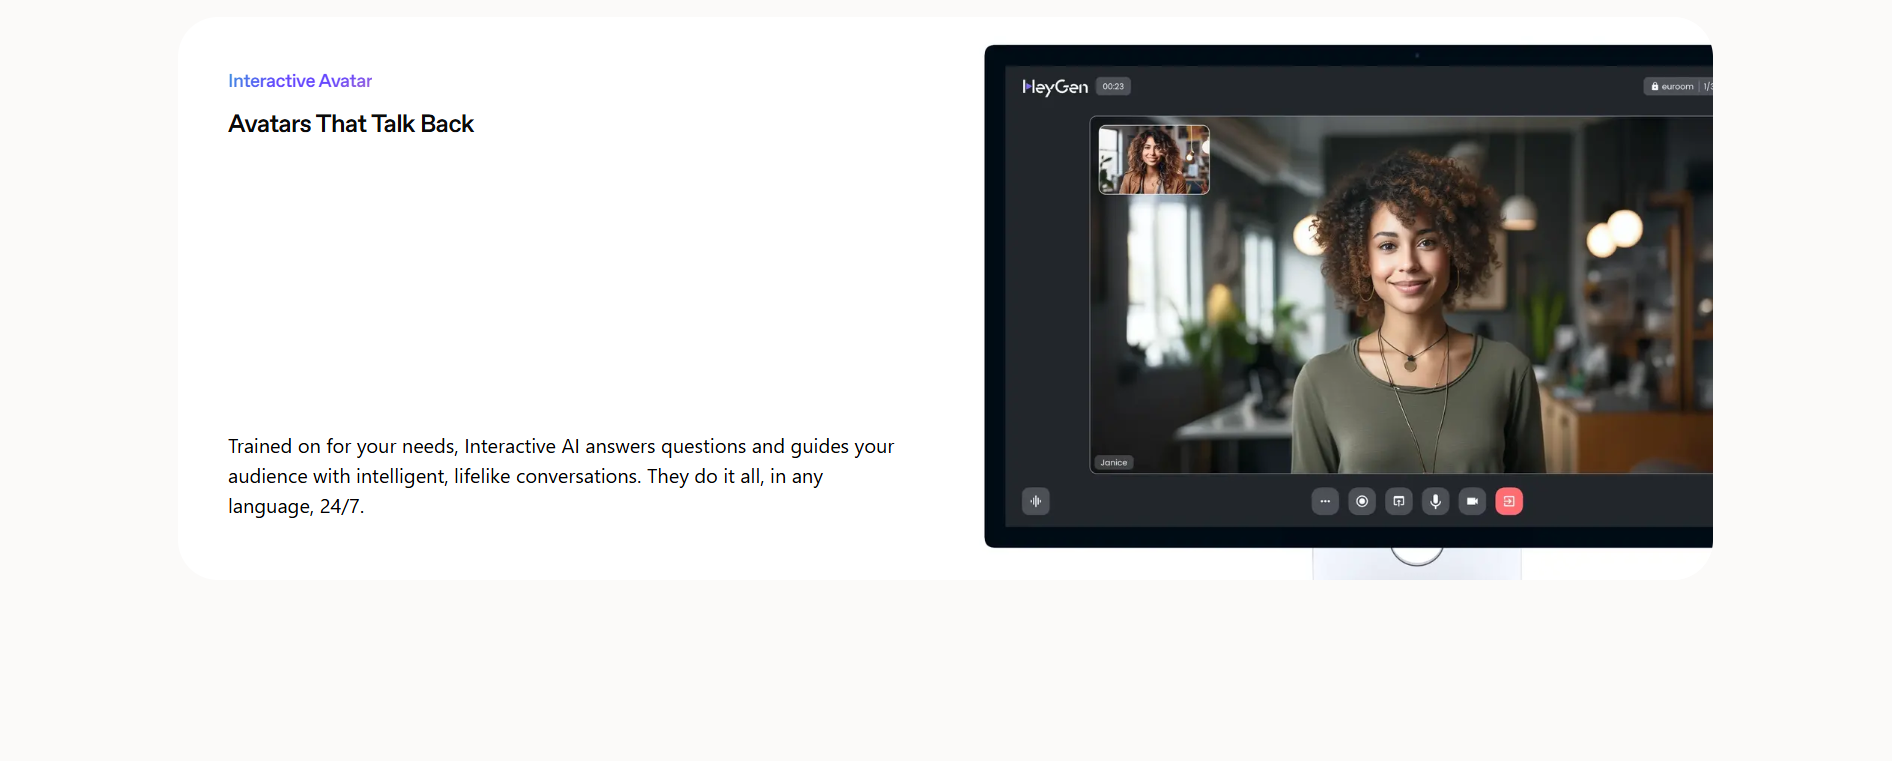 Interactive Avatar
Avatars That Talk Back
Trained on for your needs, Interactive AI answers questions and guides your
audience with intelligent, lifelike conversations. They do it all, in any
language, 24/7.
HeyGen 00:23
euroom 1/3
Janice